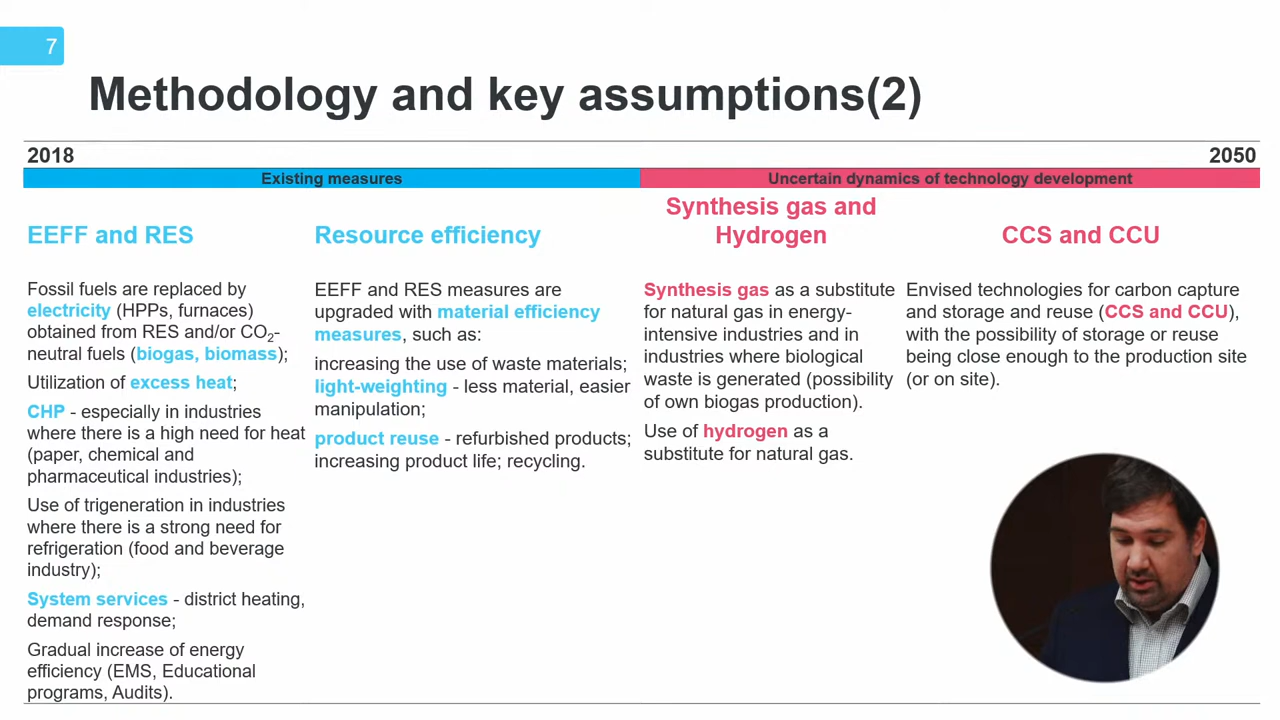 7
Methodology and key assumptions(2)
2018
2050
Existing measures
Uncertain dynamics of technology development
EEFF and RES
Fossil fuels are replaced by
electricity (HPPs, furnaces)
obtained from RES and/or CO₂-
neutral fuels (biogas, biomass);
Utilization of excess heat;
CHP - especially in industries
where there is a high need for heat
(paper, chemical and
pharmaceutical industries);
Use of trigeneration in industries
where there is a strong need for
refrigeration (food and beverage
industry);
System services - district heating,
demand response;
Gradual increase of energy
efficiency (EMS, Educational
programs, Audits).
Resource efficiency
EEFF and RES measures are
upgraded with material efficiency
measures, such as:
increasing the use of waste materials;
light-weighting - less material, easier
manipulation;
product reuse - refurbished products;
increasing product life; recycling.
Synthesis gas and
Hydrogen
Synthesis gas as a substitute
for natural gas in energy-
intensive industries and in
industries where biological
waste is generated (possibility
of own biogas production).
Use of hydrogen as a
substitute for natural gas.
CCS and CCU
Envised technologies for carbon capture
and storage and reuse (CCS and CCU),
with the possibility of storage or reuse
being close enough to the production site
(or on site).